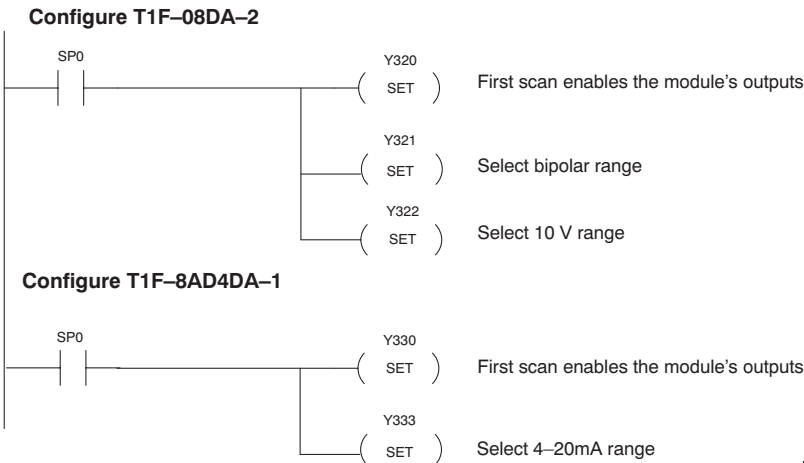 Configure T1F–08DA–2
SP0
Y320
SET
First scan enables the module's outputs
Y321
SET
Select bipolar range
Y322
SET
Select 10 V range
Configure T1F–8AD4DA–1
SP0
Y330
SET
First scan enables the module's outputs
Y333
SET
Select 4–20mA range